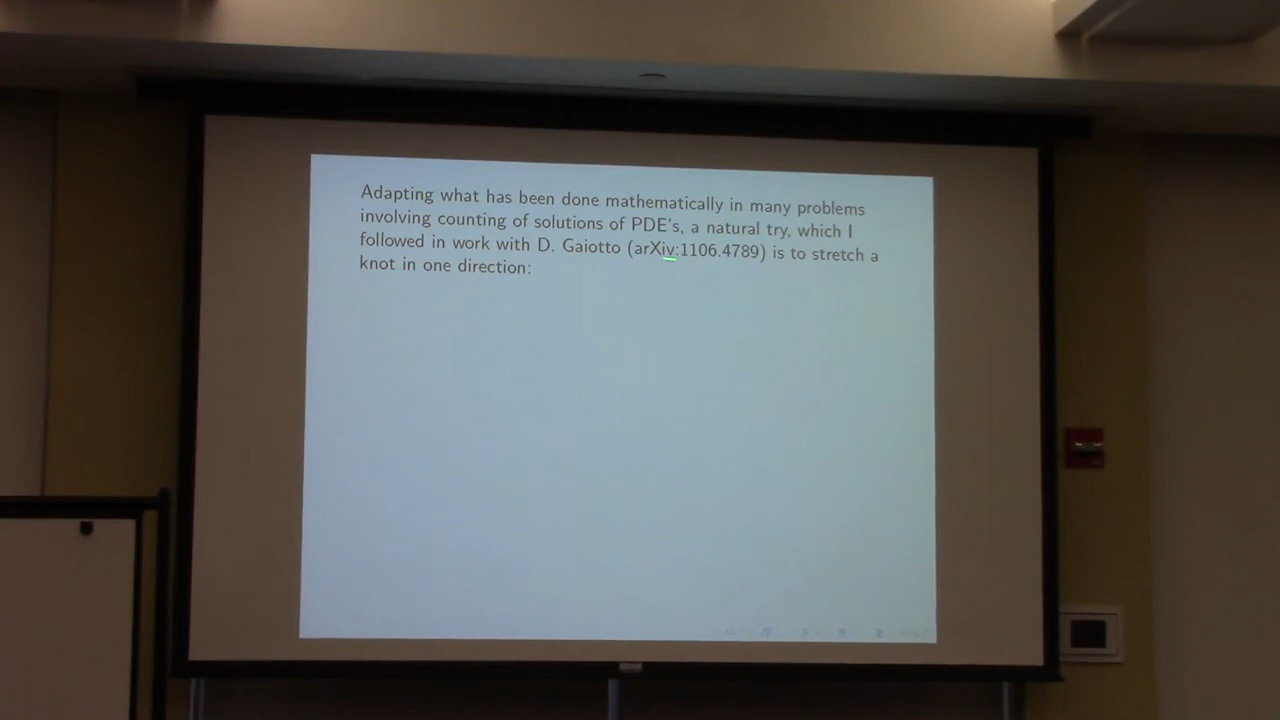 Adapting what has been done mathematically in many problems
involving counting of solutions of PDE's, a natural try, which I
followed in work with D. Gaiotto (arXiv:1106.4789) is to stretch a
knot in one direction: